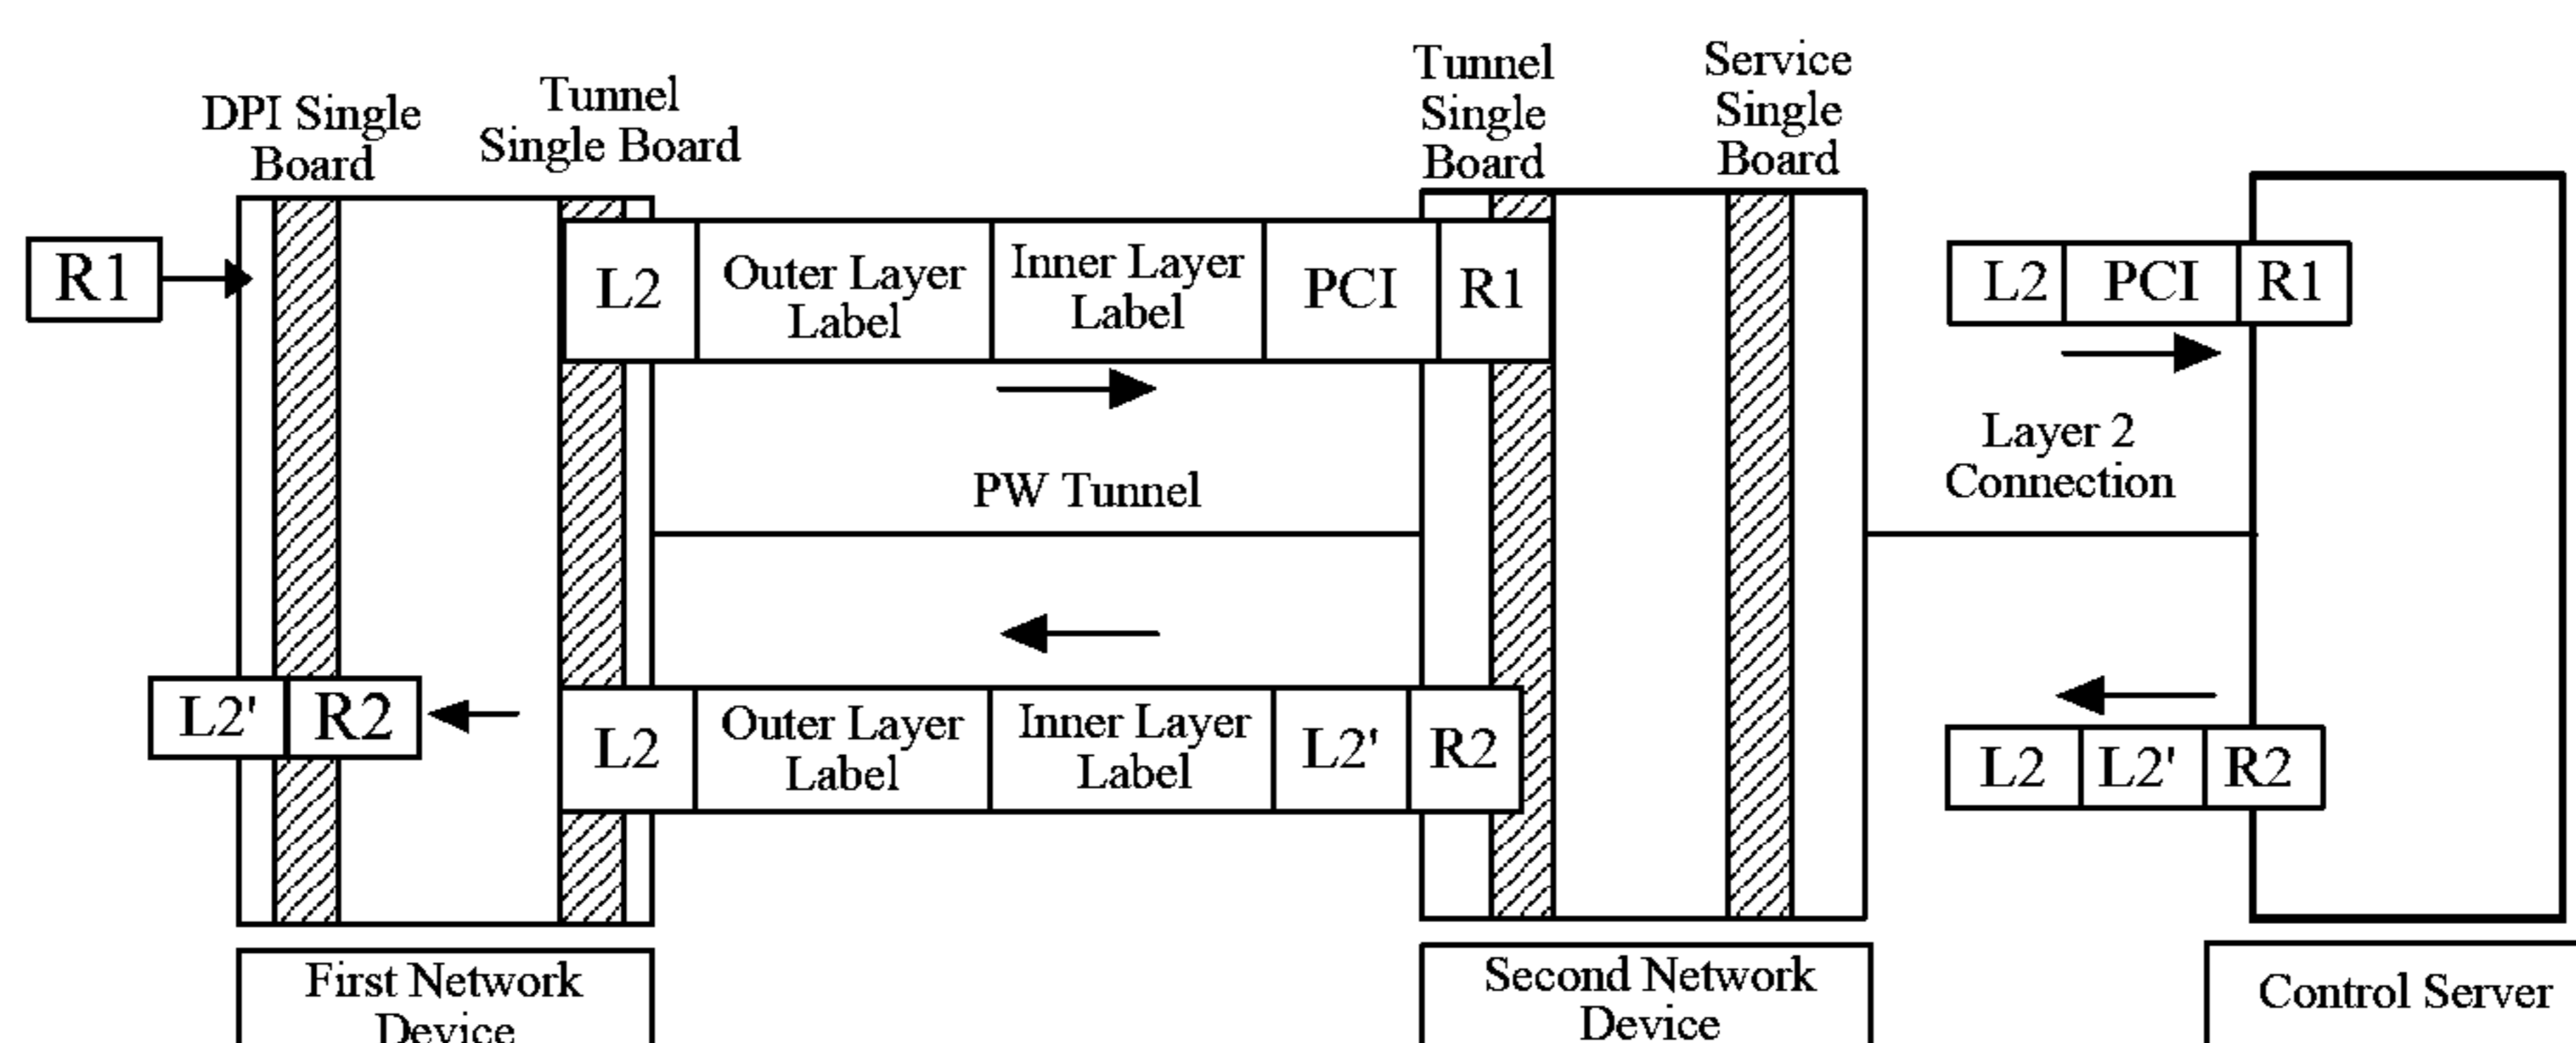 DPI Single
Board
Tunnel
Single Board
Tunnel
Single
Board
Service
Single
Board
R1
L2
Outer Layer
Label
Inner Layer
Label
PCI
R1
L2
PCI
R1
PW Tunnel
Layer 2
Connection
L2'
R2
L2
Outer Layer
Label
Inner Layer
Label
L2'
R2
L2
L2'
R2
First Network
Device
Second Network
Device
Control Server